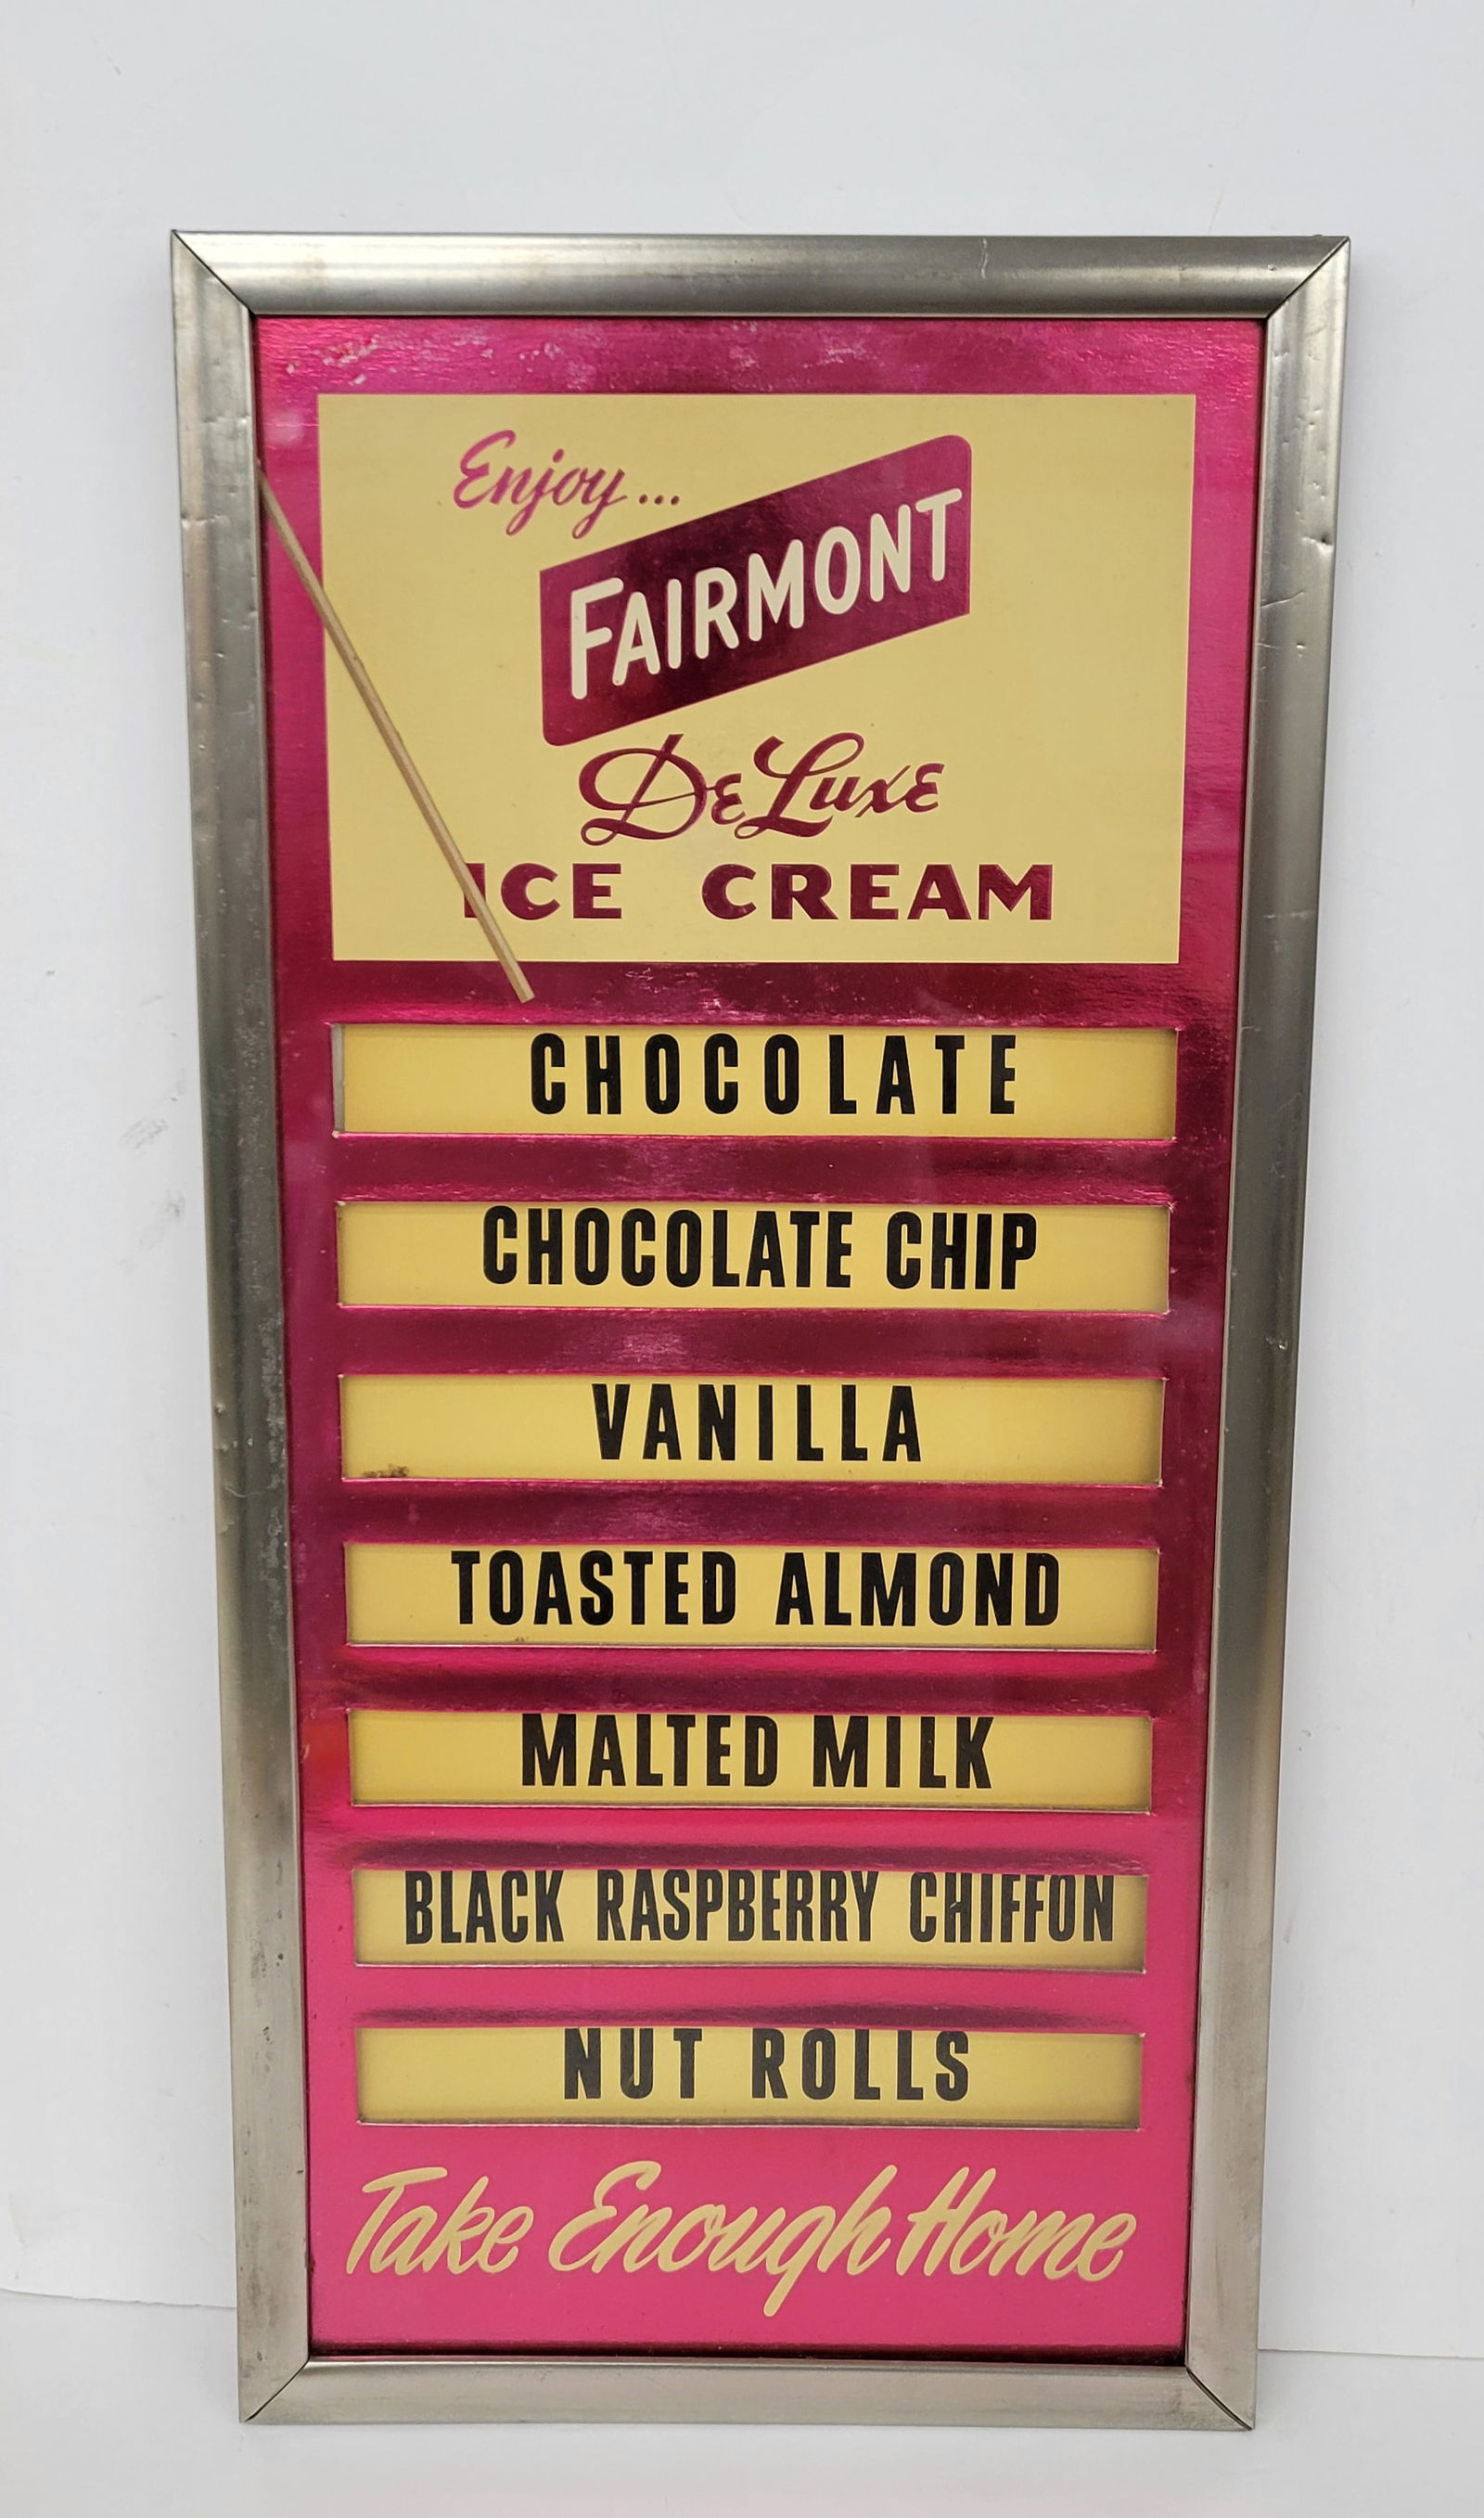 Enjoy...
FAIRMONT
DeLuxe
ICE CREAM
CHOCOLATE
CHOCOLATE CHIP
VANILLA
TOASTED ALMOND
MALTED MILK
BLACK RASPBERRY CHIFFON
NUT ROLLS
Take Enough Home